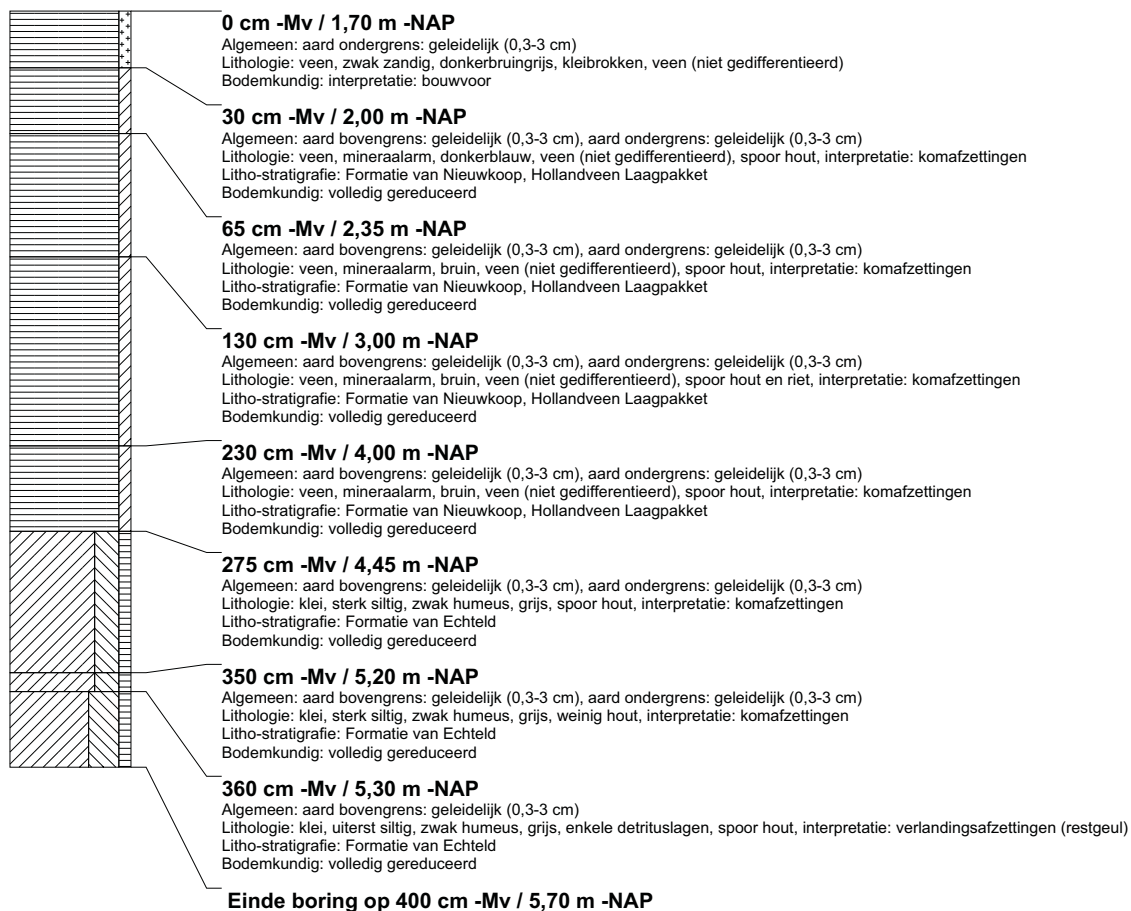 0 cm -Mv / 1,70 m -NAP
Algemeen: aard ondergrens: geleidelijk (0,3-3 cm)
Lithologie: veen, zwak zandig, donkerbruingrijs, kleibrokken, veen (niet gedifferentieerd)
Bodemkundig: interpretatie: bouwvoor
30 cm -Mv / 2,00 m -NAP
Algemeen: aard bovengrens: geleidelijk (0,3-3 cm), aard ondergrens: geleidelijk (0,3-3 cm)
Lithologie: veen, mineraalarm, donkerblauw, veen (niet gedifferentieerd), spoor hout, interpretatie: komafzettingen
Litho-stratigrafie: Formatie van Nieuwkoop, Hollandveen Laagpakket
Bodemkundig: volledig gereduceerd
65 cm -Mv / 2,35 m -NAP
Algemeen: aard bovengrens: geleidelijk (0,3-3 cm), aard ondergrens: geleidelijk (0,3-3 cm)
Lithologie: veen, mineraalarm, bruin, veen (niet gedifferentieerd), spoor hout, interpretatie: komafzettingen
Litho-stratigrafie: Formatie van Nieuwkoop, Hollandveen Laagpakket
Bodemkundig: volledig gereduceerd
130 cm -Mv / 3,00 m -NAP
Algemeen: aard bovengrens: geleidelijk (0,3-3 cm), aard ondergrens: geleidelijk (0,3-3 cm)
Lithologie: veen, mineraalarm, bruin, veen (niet gedifferentieerd), spoor hout en riet, interpretatie: komafzettingen
Litho-stratigrafie: Formatie van Nieuwkoop, Hollandveen Laagpakket
Bodemkundig: volledig gereduceerd
230 cm -Mv / 4,00 m -NAP
Algemeen: aard bovengrens: geleidelijk (0,3-3 cm), aard ondergrens: geleidelijk (0,3-3 cm)
Lithologie: veen, mineraalarm, bruin, veen (niet gedifferentieerd), spoor hout, interpretatie: komafzettingen
Litho-stratigrafie: Formatie van Nieuwkoop, Hollandveen Laagpakket
Bodemkundig: volledig gereduceerd
275 cm -Mv / 4,45 m -NAP
Algemeen: aard bovengrens: geleidelijk (0,3-3 cm), aard ondergrens: geleidelijk (0,3-3 cm)
Lithologie: klei, sterk siltig, zwak humeus, grijs, spoor hout, interpretatie: komafzettingen
Litho-stratigrafie: Formatie van Echteld
Bodemkundig: volledig gereduceerd
350 cm -Mv / 5,20 m -NAP
Algemeen: aard bovengrens: geleidelijk (0,3-3 cm), aard ondergrens: geleidelijk (0,3-3 cm)
Lithologie: klei, sterk siltig, zwak humeus, grijs, weinig hout, interpretatie: komafzettingen
Litho-stratigrafie: Formatie van Echteld
Bodemkundig: volledig gereduceerd
360 cm -Mv / 5,30 m -NAP
Algemeen: aard bovengrens: geleidelijk (0,3-3 cm)
Lithologie: klei, uiterst siltig, zwak humeus, grijs, enkele detrituslagen, spoor hout, interpretatie: verlandingsafzettingen (restgeul)
Litho-stratigrafie: Formatie van Echteld
Bodemkundig: volledig gereduceerd
Einde boring op 400 cm -Mv / 5,70 m -NAP